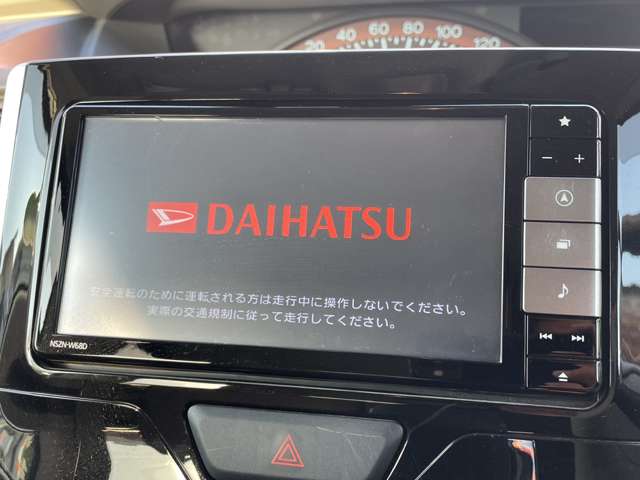 20 40 60 80 100 120
DAIHATSU
安全運転のために運転される方は走行中に操作しないでください。
実際の交通規制に従って走行してください。
NSZN-W68D